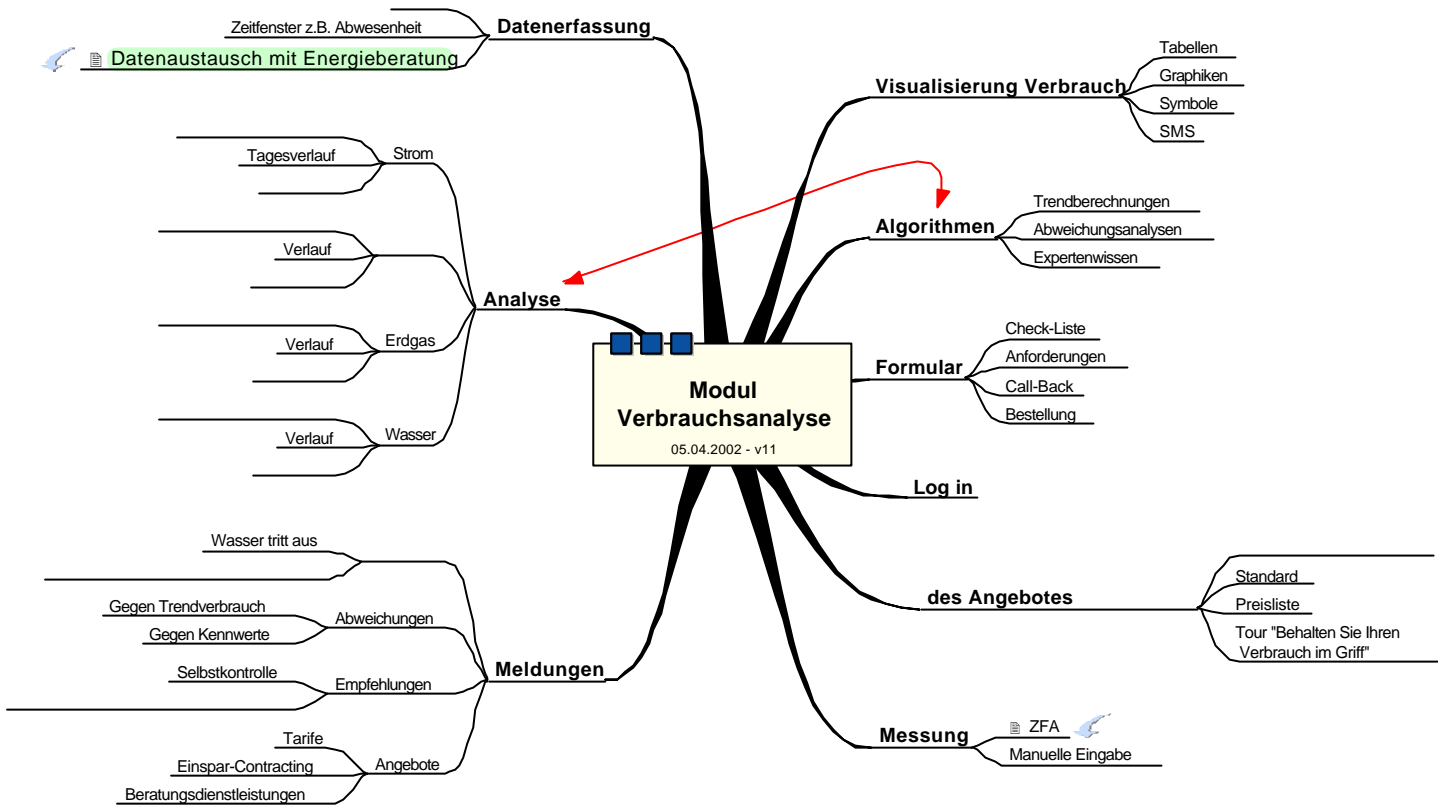 Modul
Verbrauchsanalyse
05.04.2002 - v11
Datenerfassung
Zeitfenster z.B. Abwesenheit
Datenaustausch mit Energieberatung
Analyse
Strom
Tagesverlauf
Verlauf
Erdgas
Verlauf
Wasser
Verlauf
Meldungen
Wasser tritt aus
Abweichungen
Gegen Trendverbrauch
Gegen Kennwerte
Empfehlungen
Selbstkontrolle
Angebote
Tarife
Einspar-Contracting
Beratungsdienstleistungen
Visualisierung Verbrauch
Tabellen
Graphiken
Symbole
SMS
Algorithmen
Trendberechnungen
Abweichungsanalysen
Expertenwissen
Formular
Check-Liste
Anforderungen
Call-Back
Bestellung
Log in
des Angebotes
Standard
Preisliste
Tour "Behalten Sie Ihren
Verbrauch im Griff"
Messung
ZFA
Manuelle Eingabe